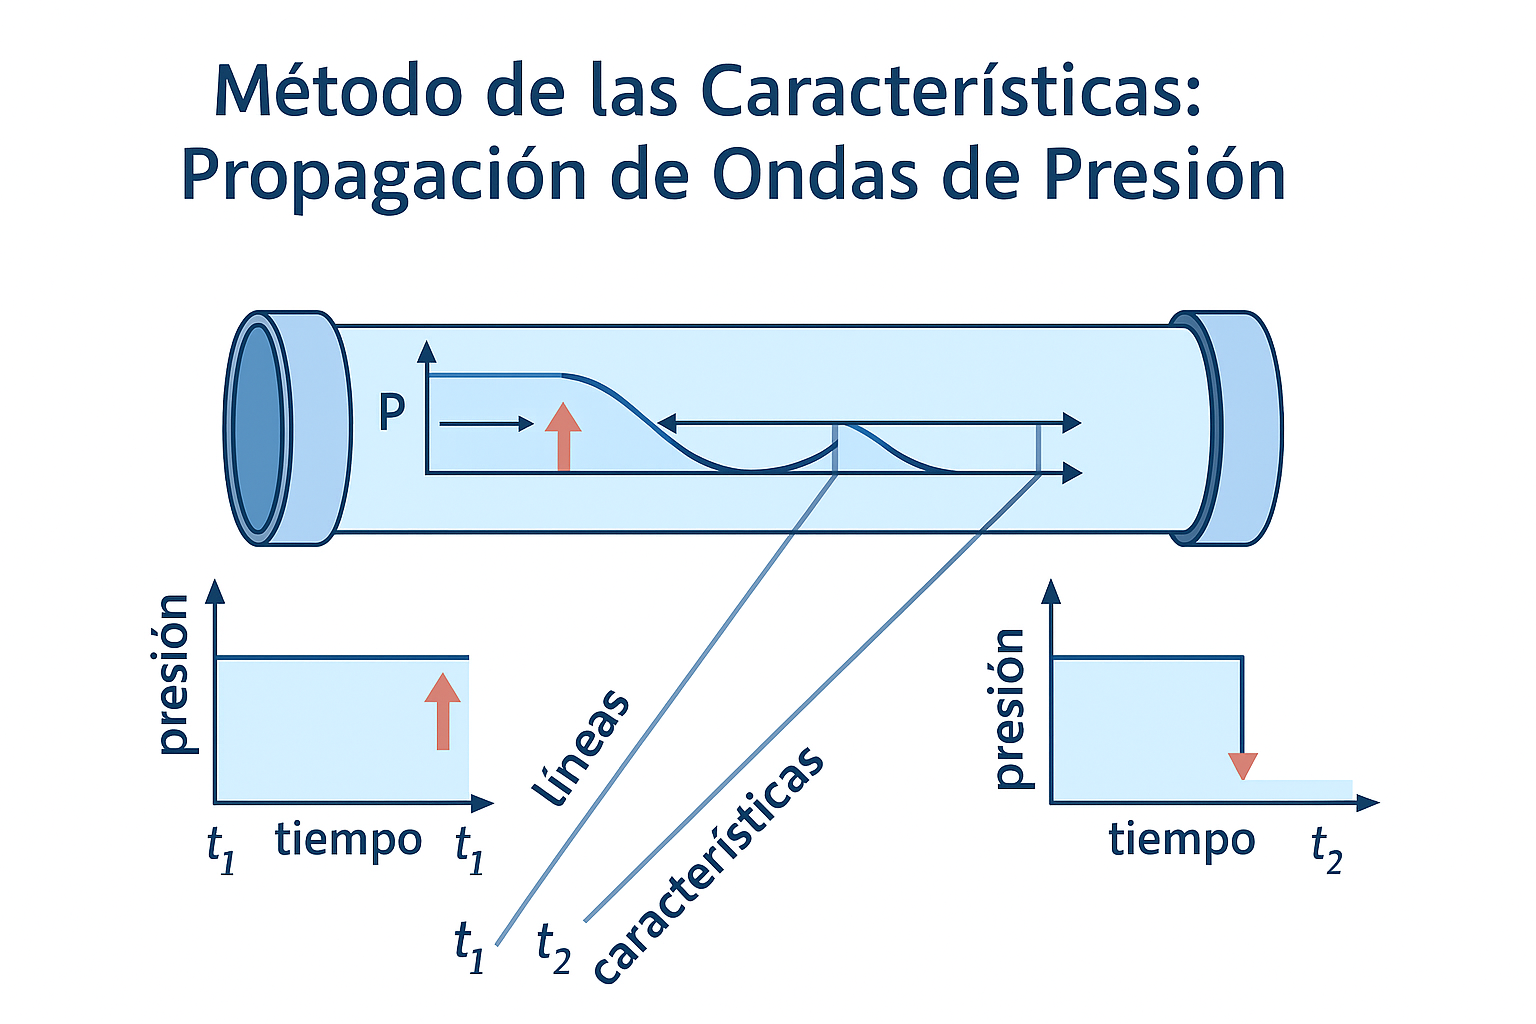 Método de las Características:
Propagación de Ondas de Presión
P
presión
t1 tiempo t1
líneas
características
t1 t2
presión
tiempo t2